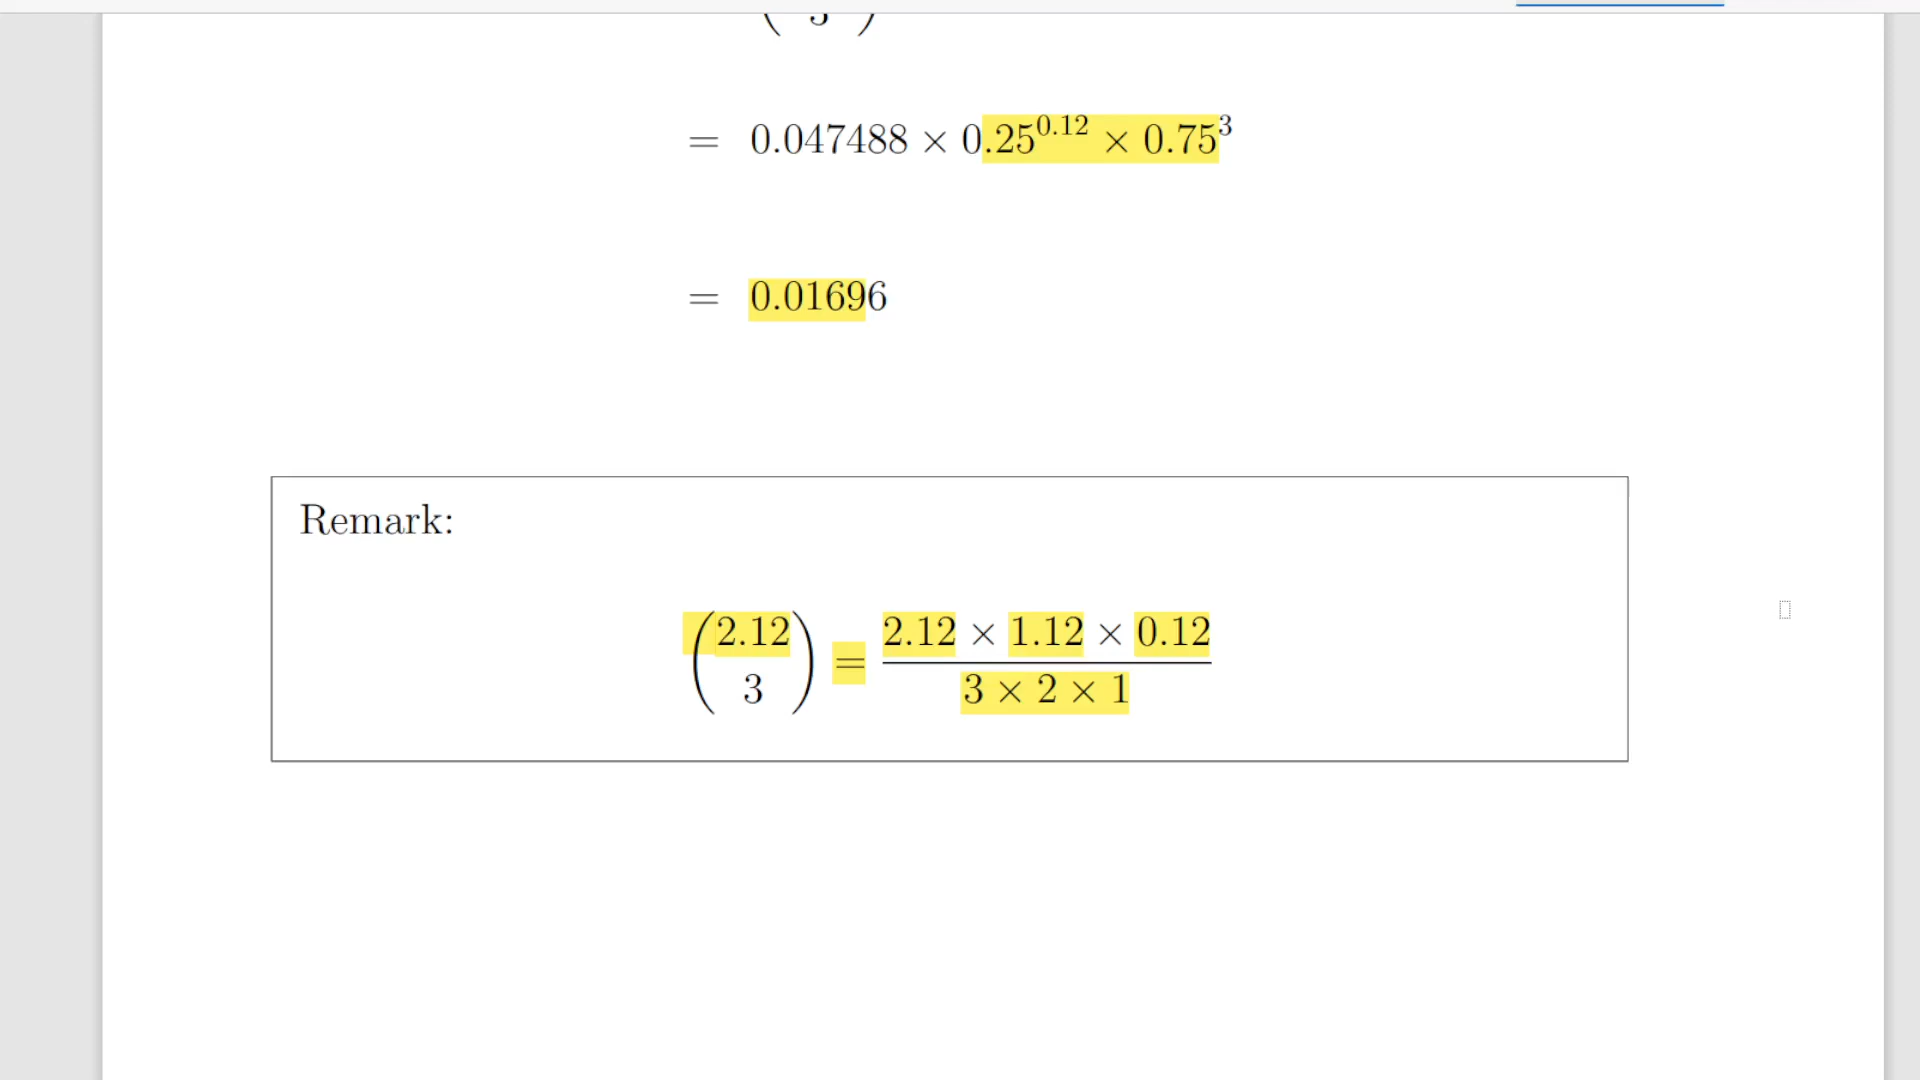 ( 3 )
= 0.047488 × 0.25^0.12 × 0.75^3
= 0.01696
Remark:
(2.12 3) = 2.12 × 1.12 × 0.12 / 3 × 2 × 1